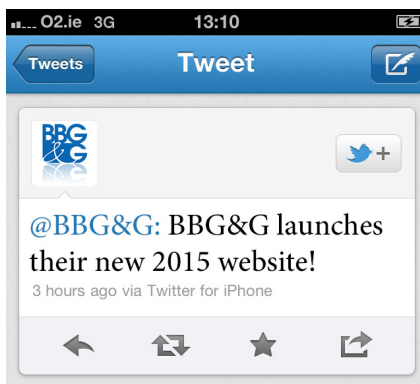 O2.ie 3G 13:10
Tweets Tweet
BBG
&G
@BBG&G: BBG&G launches
their new 2015 website!
3 hours ago via Twitter for iPhone